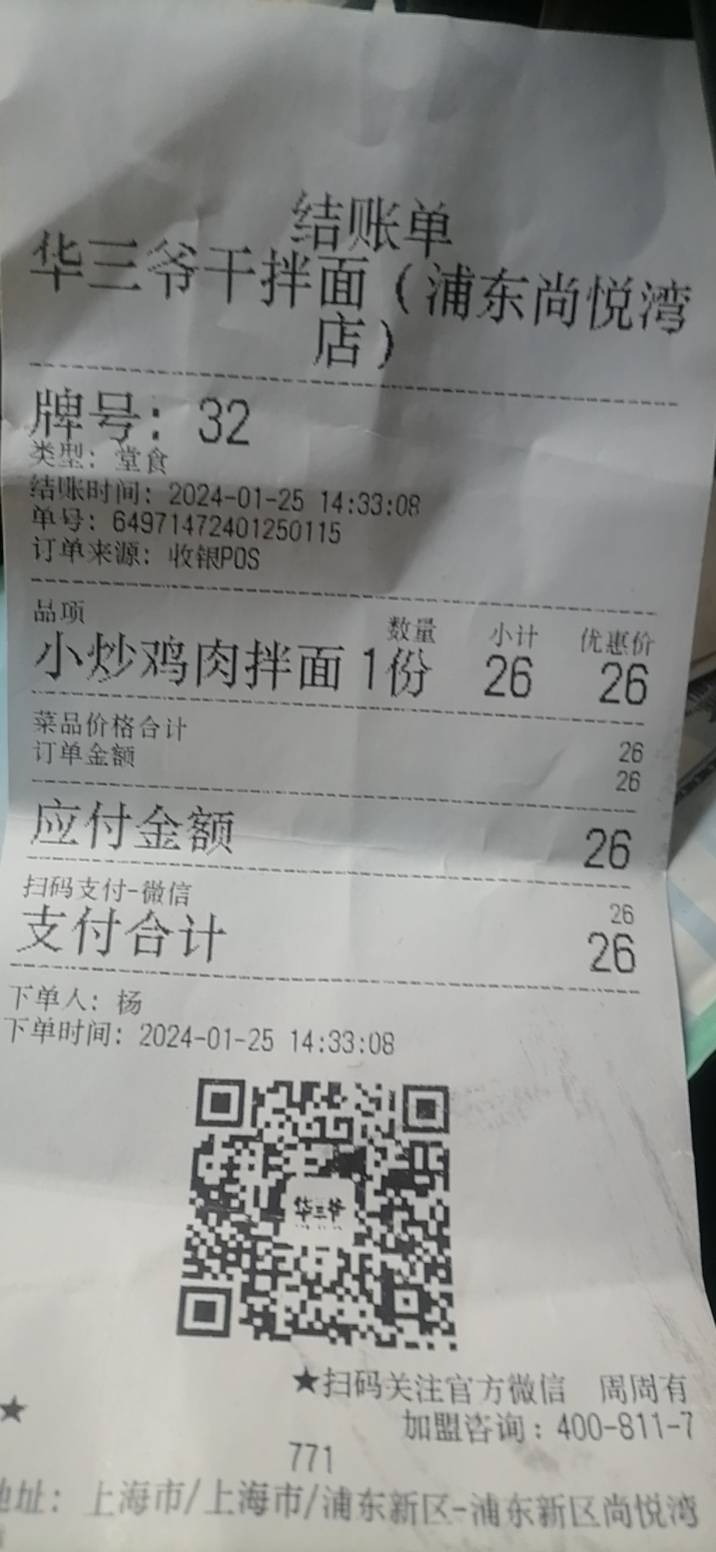 结账单
华三爷干拌面（浦东尚悦湾
店）
牌号：32
类型：堂食
结账时间：2024-01-25 14:33:08
单号：64971472401250115
订单来源：收银POS
品项 数量 小计 优惠价
小炒鸡肉拌面 1份 26 26
菜品价格合计 26
订单金额 26
应付金额 26
扫码支付-微信 26
支付合计 26
下单人：杨
下单时间：2024-01-25 14:33:08
华三爷
★扫码关注官方微信 周周有
★ 加盟咨询：400-811-7
771
地址：上海市/上海市/浦东新区-浦东新区尚悦湾